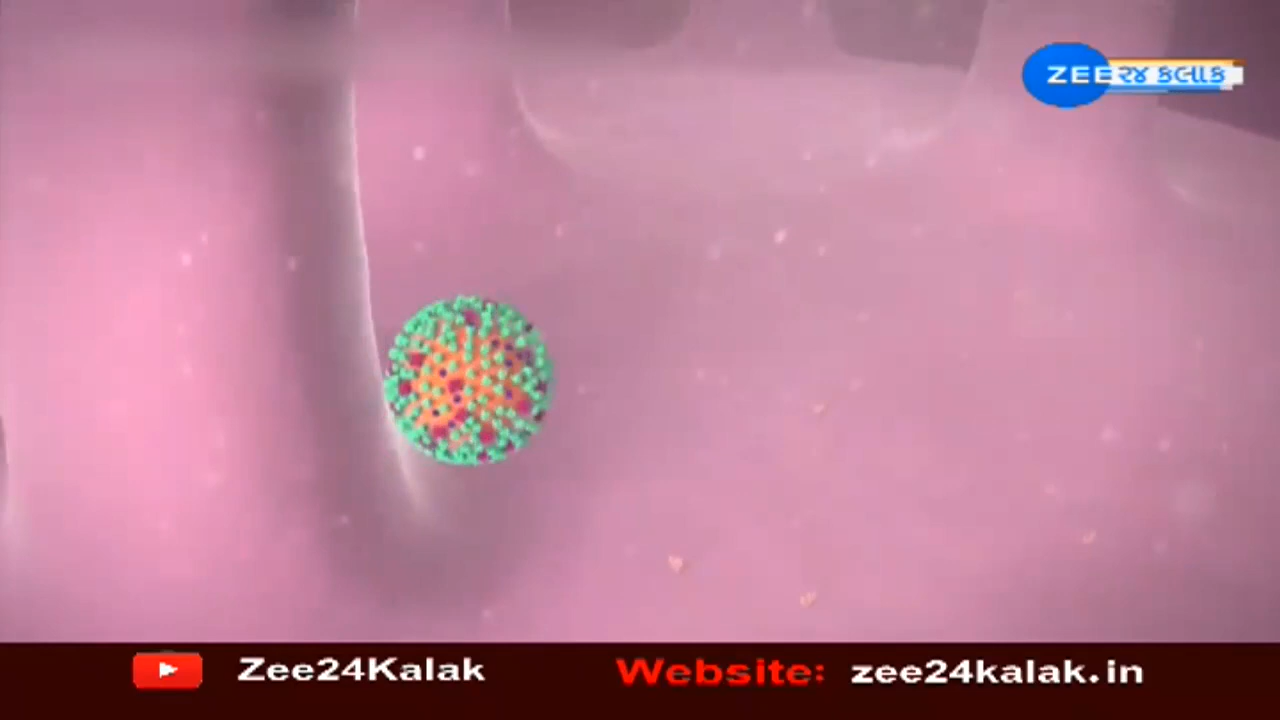 ZEE ૨૪ કલાક
Zee24Kalak Website: zee24kalak.in